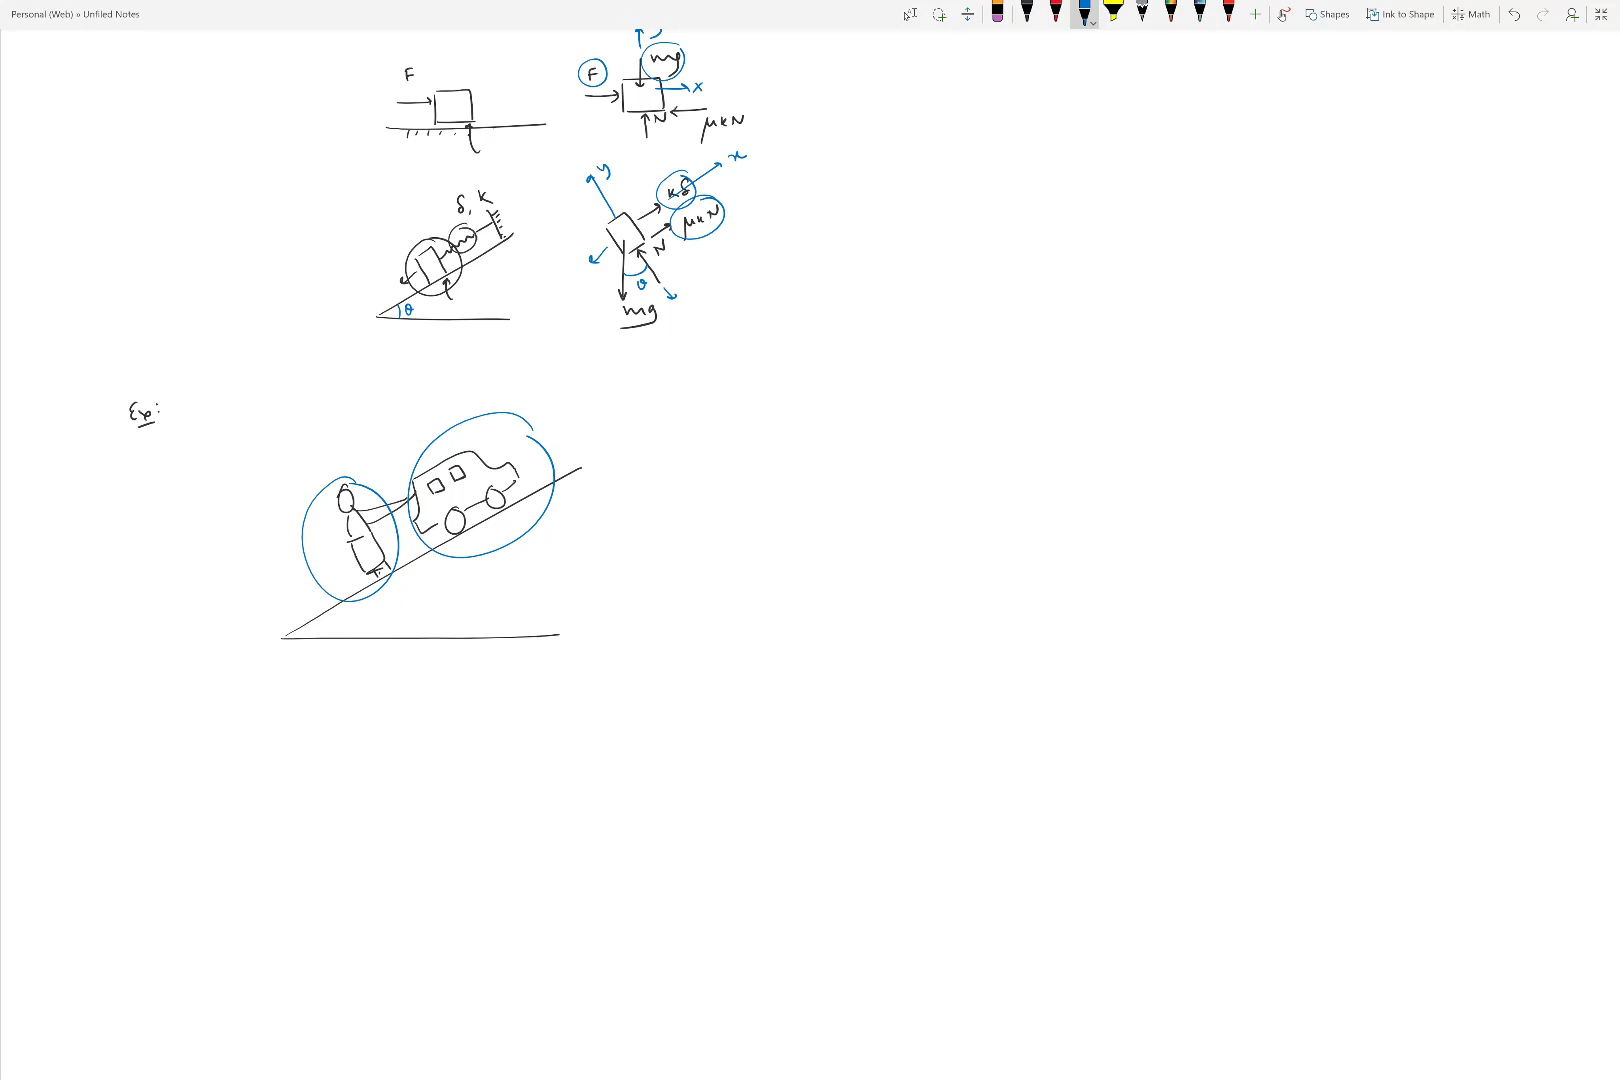 Personal (Web) » Unfiled Notes
Shapes
Ink to Shape
Math
F
F
mg
x
N
μkN
δ, k
θ
y
x
kδ
μkN
N
θ
mg
Ex: